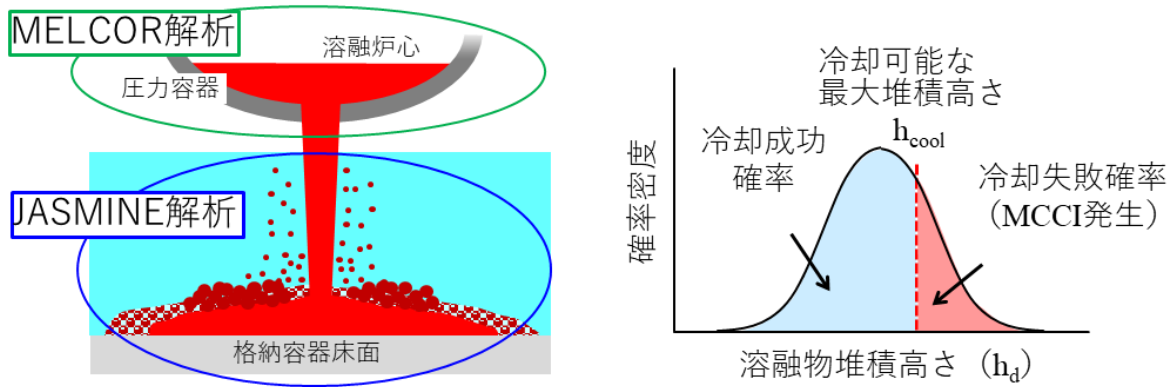 MELCOR解析
溶融炉心
圧力容器
JASMINE解析
格納容器床面
冷却可能な
最大堆積高さ
h_cool
冷却成功
確率
冷却失敗確率
(MCCI発生)
確率密度
溶融物堆積高さ (h_d)